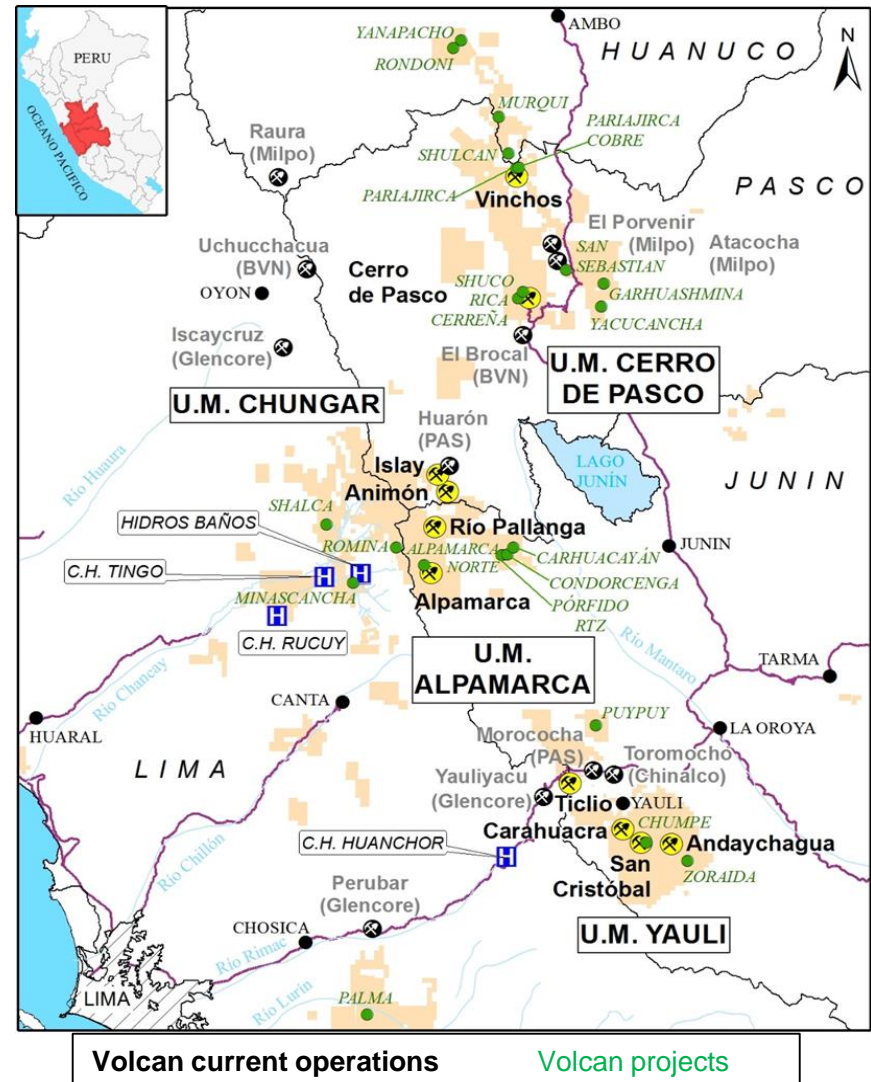 PERU
OCEANO PACIFICO
AMBO
HUANUCO
N
YANAPACHO
RONDONI
MURQUI
PARIAJIRCA
COBRE
Raura
(Milpo)
SHULCAN
PASCO
PARIAJIRCA
Vinchos
El Porvenir
(Milpo)
Atacocha
(Milpo)
Uchucchacua
(BVN)
SAN
SEBASTIAN
Cerro
de Pasco
SHUCO
RICA
CERREÑA
GARHUASHMINA
OYON
YACUCANCHA
Iscaycruz
(Glencore)
El Brocal
(BVN)
U.M. CERRO
DE PASCO
U.M. CHUNGAR
Huarón
(PAS)
Islay
Animón
LAGO
JUNÍN
JUNIN
Río Huaura
SHALCA
Río Pallanga
HIDROS BAÑOS
ROMINA
ALPAMARCA
NORTE
CARHUACAYÁN
JUNIN
C.H. TINGO
CONDORCENGA
MINASCANCHA
Alpamarca
PÓRFIDO
RTZ
C.H. RUCUY
U.M.
ALPAMARCA
Río Mantaro
TARMA
Río Chancay
CANTA
PUYPUY
HUARAL
LA OROYA
LIMA
Morococha
(PAS)
Toromocho
(Chinalco)
Yauliyacu
(Glencore)
Ticlio
YAULI
Carahuacra
CHUMPE
Andaychagua
C.H. HUANCHOR
San
Cristóbal
ZORAIDA
Río Chillón
Perubar
(Glencore)
CHOSICA
U.M. YAULI
Río Rimac
LIMA
Río Lurín
PALMA
Volcan current operations Volcan projects